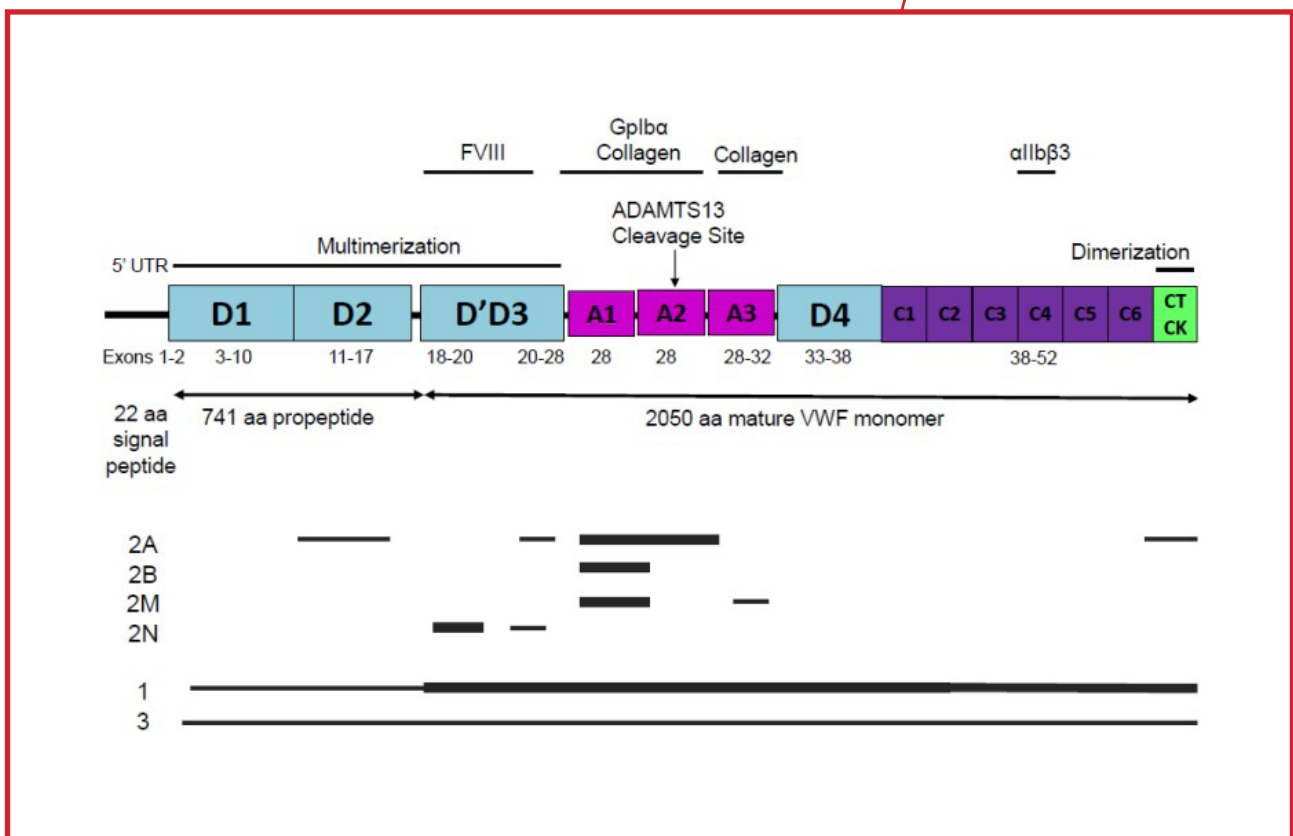 GpIbα
FVIII Collagen Collagen αIIbβ3
ADAMTS13
Cleavage Site
Multimerization
5' UTR Dimerization
D1 D2 D'D3 A1 A2 A3 D4 C1 C2 C3 C4 C5 C6 CT
CK
Exons 1-2 3-10 11-17 18-20 20-28 28 28 28-32 33-38 38-52
22 aa
signal
peptide
741 aa propeptide 2050 aa mature VWF monomer
2A
2B
2M
2N
1
3